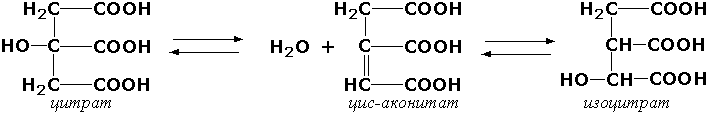 H₂C COOH H₂C COOH H₂C COOH
HO C COOH H₂O + C COOH CH COOH
H₂C COOH HC COOH HO CH COOH
цитрат цис-аконитат изоцитрат